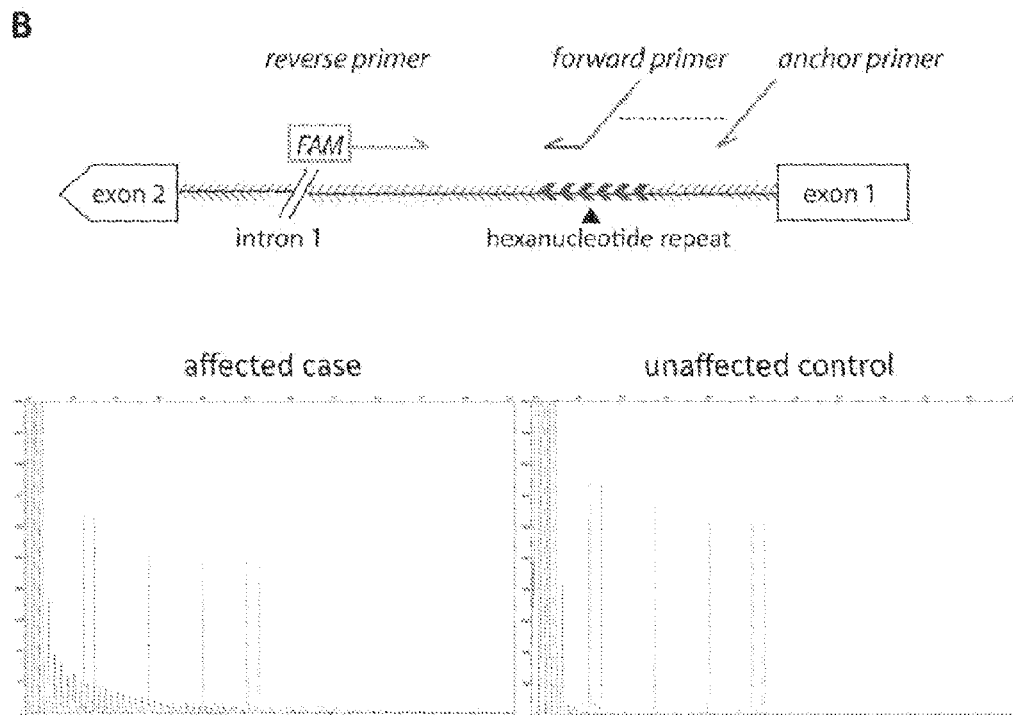 B
reverse primer
forward primer
anchor primer
FAM
exon 2
exon 1
intron 1
hexanucleotide repeat
affected case
unaffected control